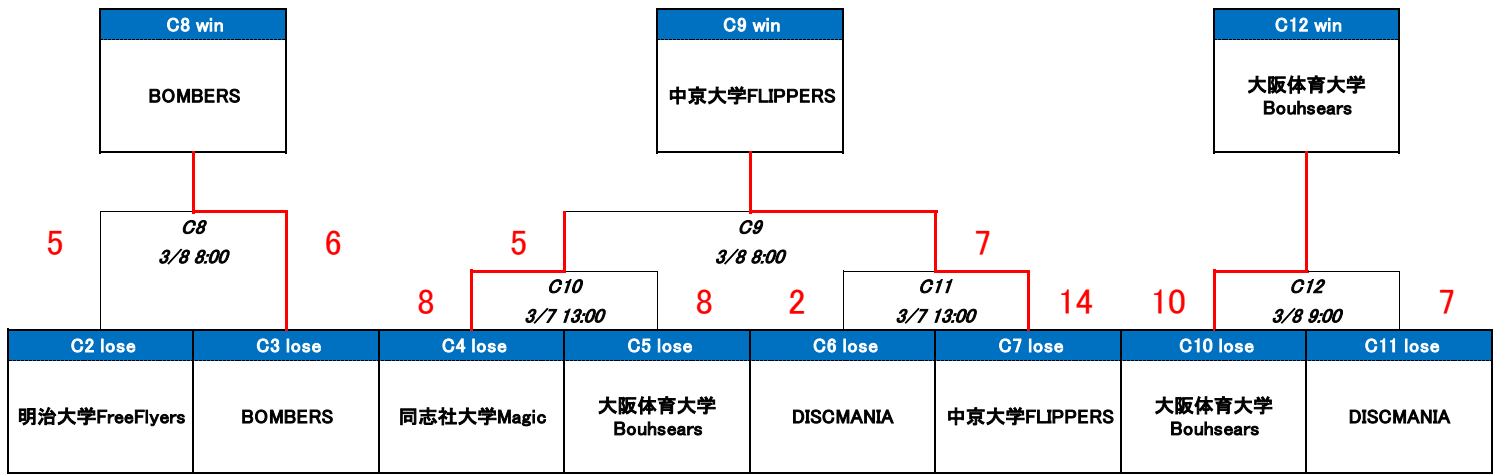 C8 win
C9 win
C12 win
BOMBERS
中京大学FLIPPERS
大阪体育大学
Bouhsears
5
C8
3/8 8:00
6
5
C9
3/8 8:00
7
8
C10
3/7 13:00
8
2
C11
3/7 13:00
14
10
C12
3/8 9:00
7
C2 lose
C3 lose
C4 lose
C5 lose
C6 lose
C7 lose
C10 lose
C11 lose
明治大学FreeFlyers
BOMBERS
同志社大学Magic
大阪体育大学
Bouhsears
DISCMANIA
中京大学FLIPPERS
大阪体育大学
Bouhsears
DISCMANIA